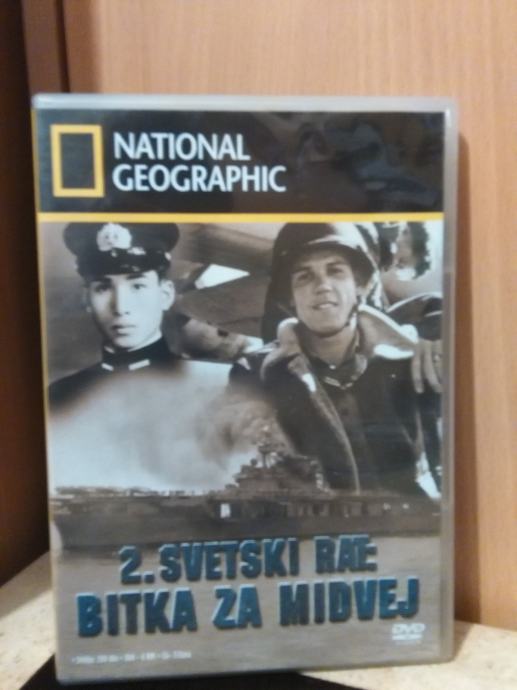 NATIONAL
GEOGRAPHIC
2. SVETSKI RAT:
BITKA ZA MIDVEJ
DVD